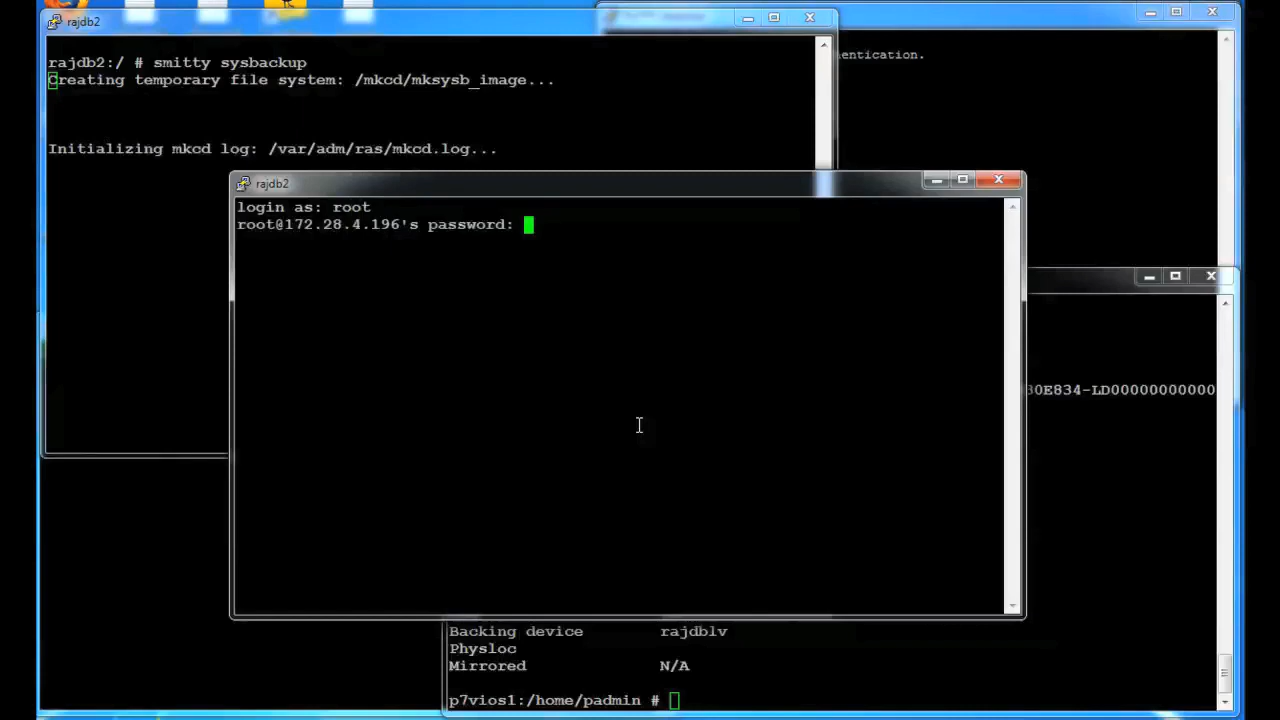 rajdb2
rajdb2:/ # smitty sysbackup
Creating temporary file system: /mkcd/mksysb_image...
Initializing mkcd log: /var/adm/ras/mkcd.log...
entication.
rajdb2
login as: root
root@172.28.4.196's password:
30E834-LD00000000000
Backing device rajdblv
Physloc
Mirrored N/A
p7vios1:/home/padmin #